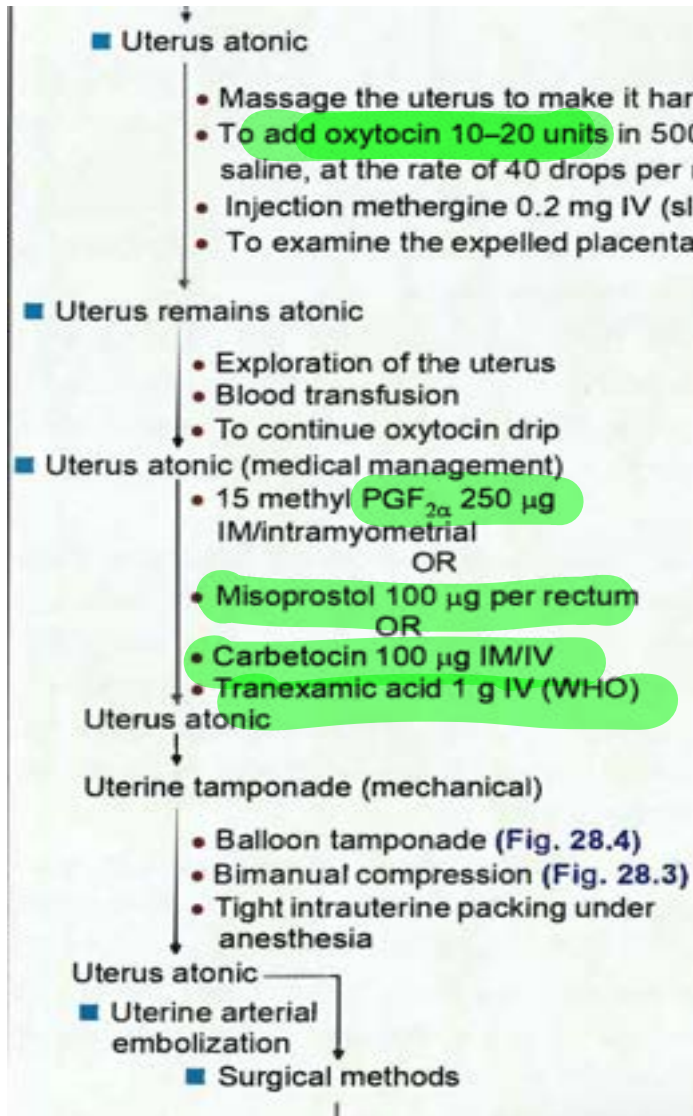 ■ Uterus atonic
• Massage the uterus to make it har
• To add oxytocin 10–20 units in 500
saline, at the rate of 40 drops per
• Injection methergine 0.2 mg IV (sl
• To examine the expelled placenta
■ Uterus remains atonic
• Exploration of the uterus
• Blood transfusion
• To continue oxytocin drip
■ Uterus atonic (medical management)
• 15 methyl PGF₂α 250 µg
IM/intramyometrial
OR
• Misoprostol 100 µg per rectum
OR
• Carbetocin 100 µg IM/IV
• Tranexamic acid 1 g IV (WHO)
Uterus atonic
Uterine tamponade (mechanical)
• Balloon tamponade (Fig. 28.4)
• Bimanual compression (Fig. 28.3)
• Tight intrauterine packing under
anesthesia
Uterus atonic
■ Uterine arterial
embolization
■ Surgical methods